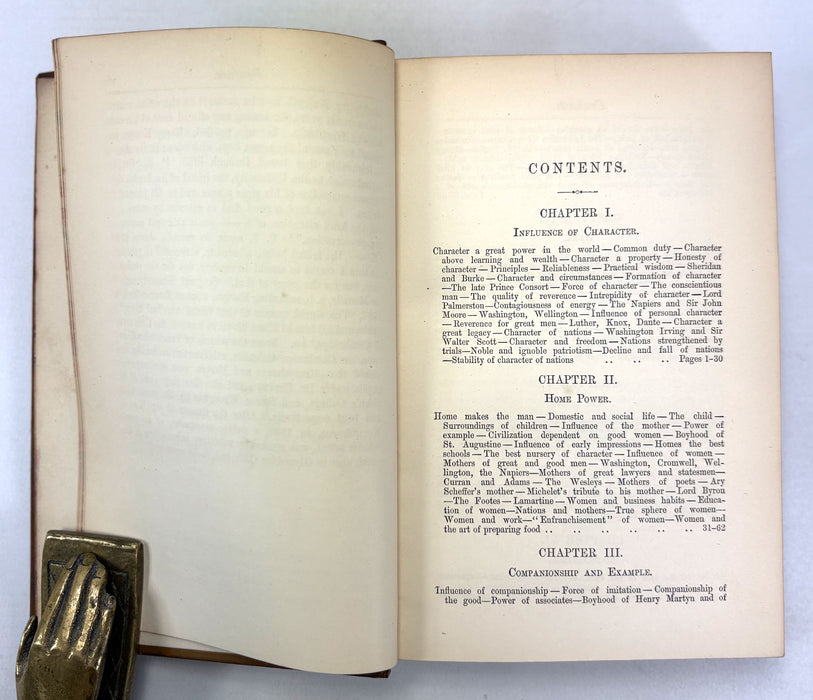 CONTENTS.
CHAPTER I.
Influence of Character.
Character a great power in the world — Common duty — Character
above learning and wealth — Character a property — Honesty of
character — Principles — Reliableness — Practical wisdom — Sheridan
and Burke — Character and circumstances — Formation of character
—The late Prince Consort — Force of character — The conscientious
man — The quality of reverence — Intrepidity of character — Lord
Palmerston—Contagiousness of energy — The Napiers and Sir John
Moore — Washington, Wellington — Influence of personal character
— Reverence for great men — Luther, Knox, Dante — Character a
great legacy — Character of nations — Washington Irving and Sir
Walter Scott — Character and freedom — Nations strengthened by
trials—Noble and ignoble patriotism—Decline and fall of nations
—Stability of character of nations .. .. .. Pages 1–30
CHAPTER II.
Home Power.
Home makes the man — Domestic and social life — The child —
Surroundings of children — Influence of the mother — Power of
example — Civilization dependent on good women — Boyhood of
St. Augustine — Influence of early impressions — Homes the best
schools — The best nursery of character — Influence of women —
Mothers of great and good men — Washington, Cromwell, Wel-
lington, the Napiers—Mothers of great lawyers and statesmen—
Curran and Adams — The Wesleys — Mothers of poets — Ary
Scheffer's mother — Michelet's tribute to his mother — Lord Byron
—The Footes — Lamartine — Women and business habits — Educa-
tion of women—Nations and mothers—True sphere of women—
Women and work—"Enfranchisement" of women—Women and
the art of preparing food .. .. .. .. .. .. 31–62
CHAPTER III.
Companionship and Example.
Influence of companionship — Force of imitation — Companionship of
the good—Power of associates—Boyhood of Henry Martyn and of